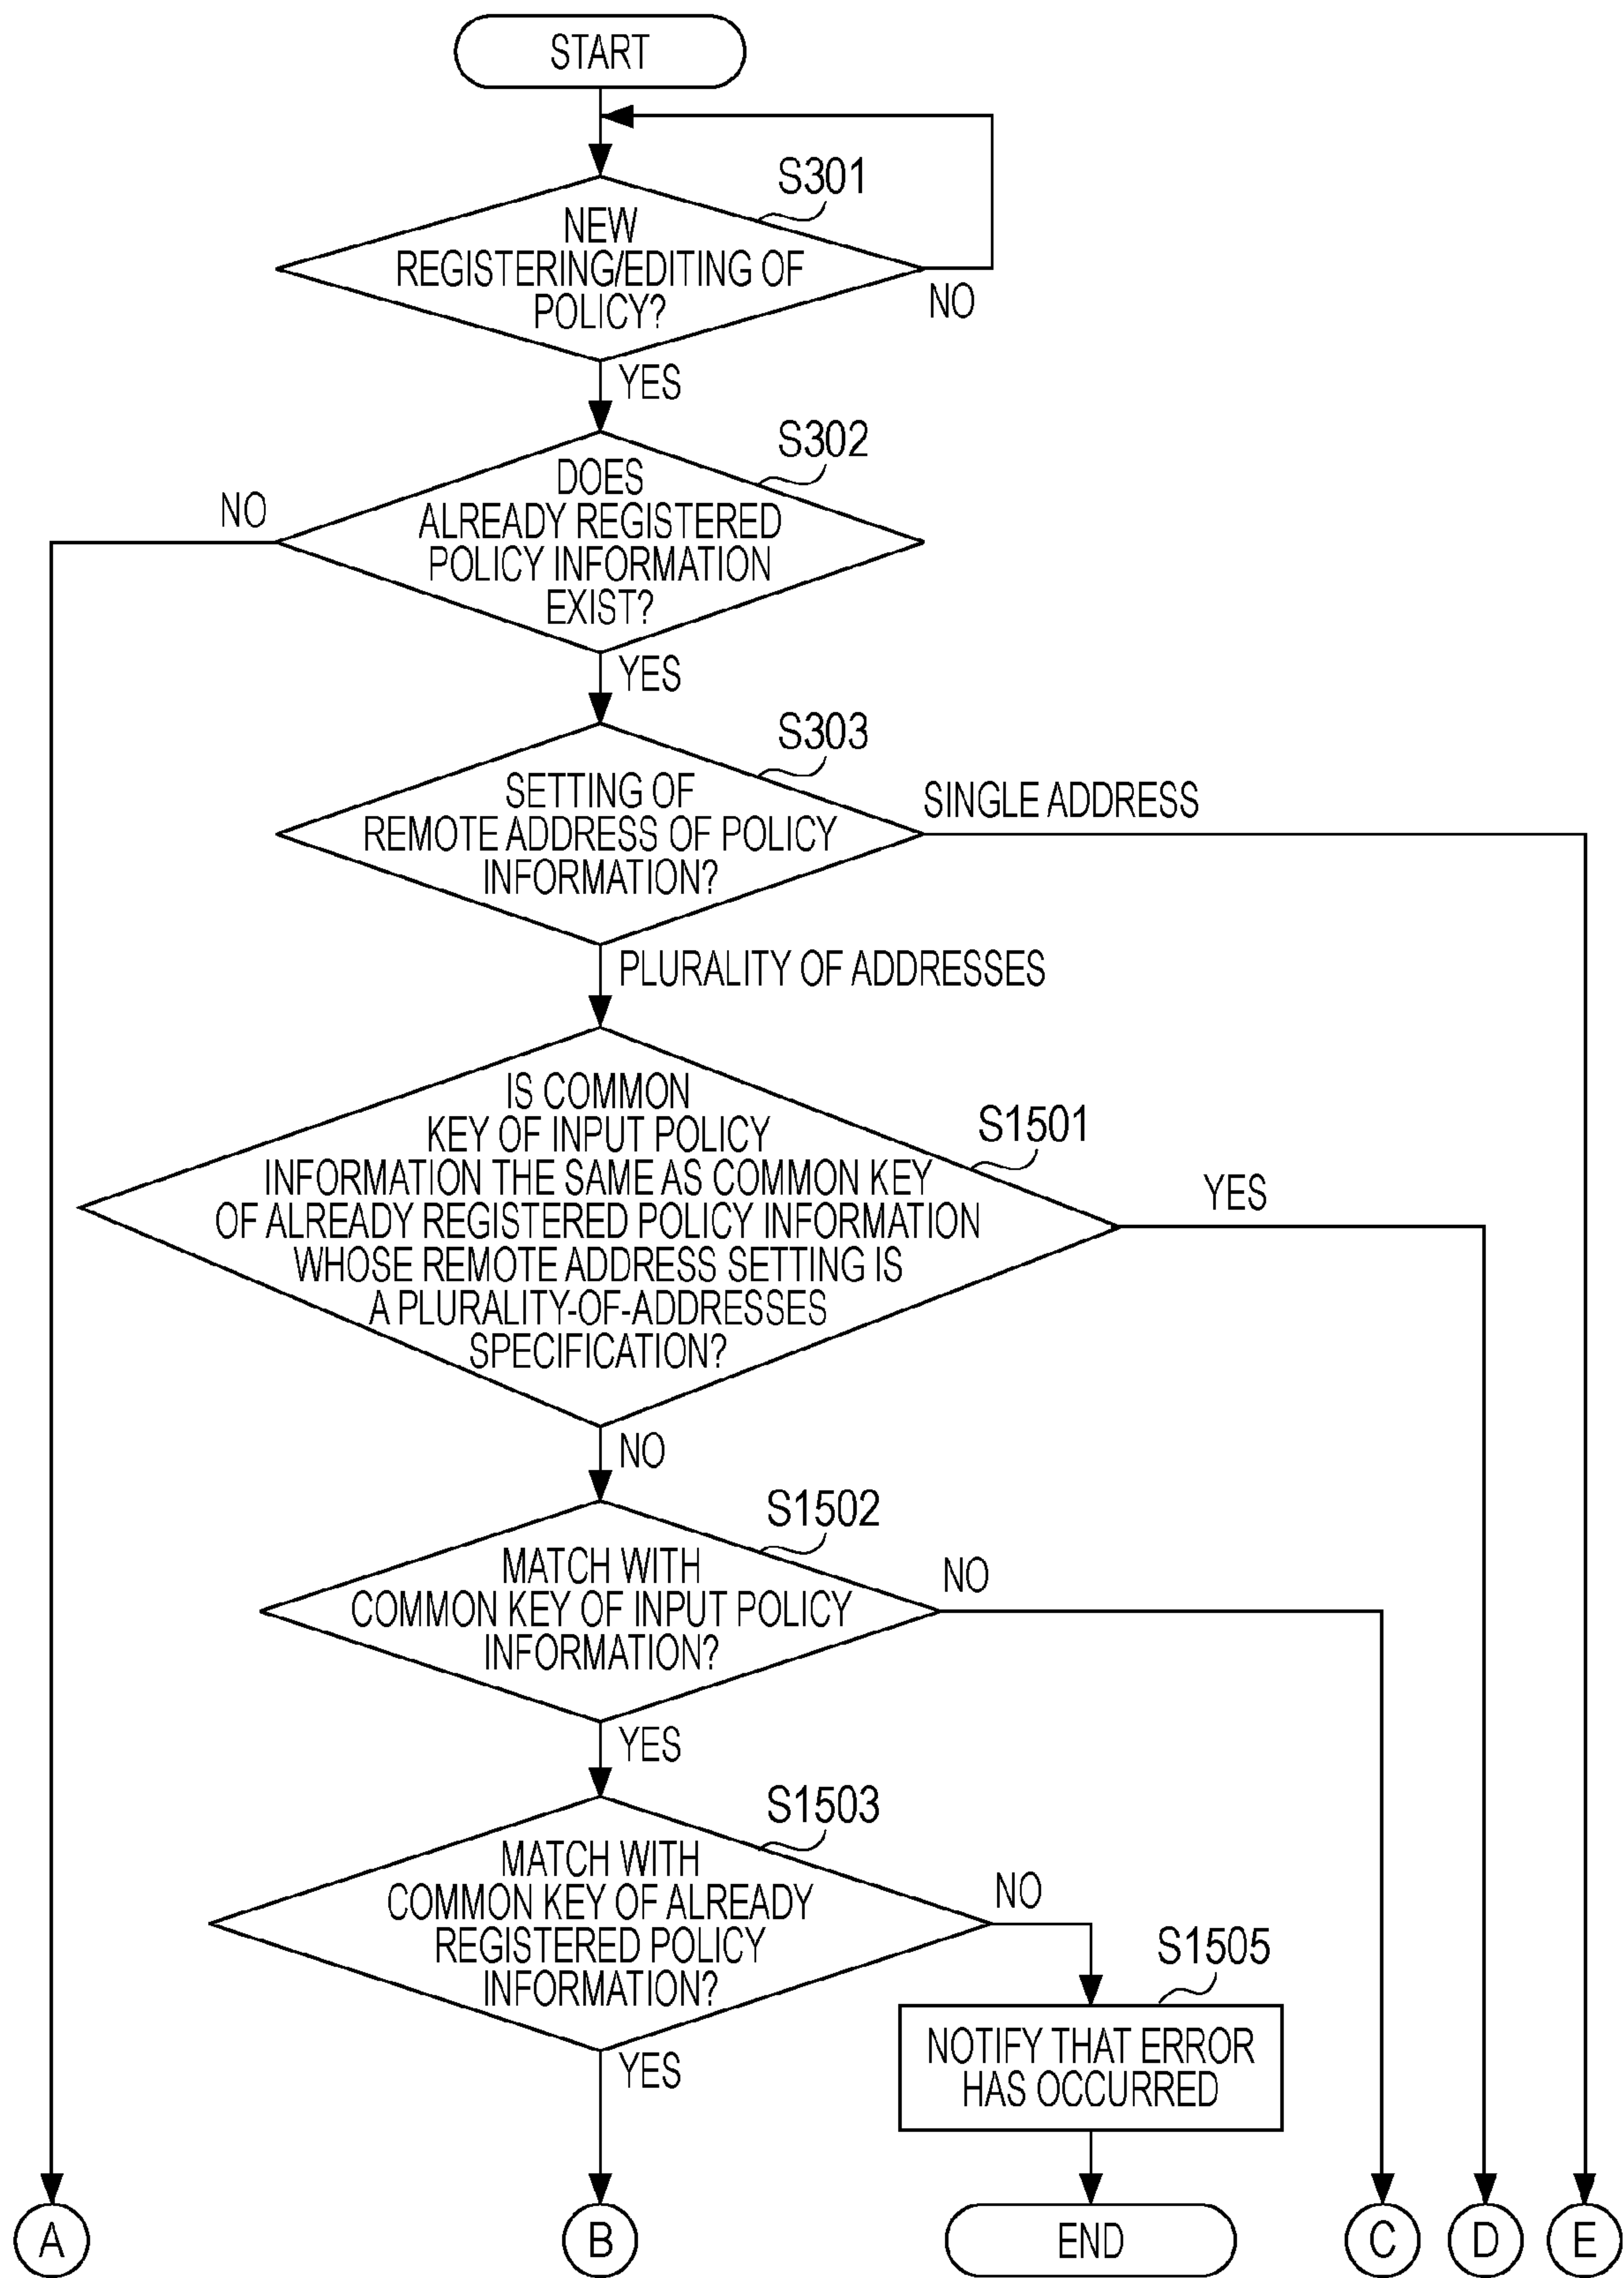 START
S301
NEW
REGISTERING/EDITING OF
POLICY?
NO
YES
S302
DOES
ALREADY REGISTERED
POLICY INFORMATION
EXIST?
NO
YES
S303
SETTING OF
REMOTE ADDRESS OF POLICY
INFORMATION?
SINGLE ADDRESS
PLURALITY OF ADDRESSES
S1501
IS COMMON
KEY OF INPUT POLICY
INFORMATION THE SAME AS COMMON KEY
OF ALREADY REGISTERED POLICY INFORMATION
WHOSE REMOTE ADDRESS SETTING IS
A PLURALITY-OF-ADDRESSES
SPECIFICATION?
YES
NO
S1502
MATCH WITH
COMMON KEY OF INPUT POLICY
INFORMATION?
NO
YES
S1503
MATCH WITH
COMMON KEY OF ALREADY
REGISTERED POLICY
INFORMATION?
NO
YES
S1505
NOTIFY THAT ERROR
HAS OCCURRED
A
B
END
C
D
E